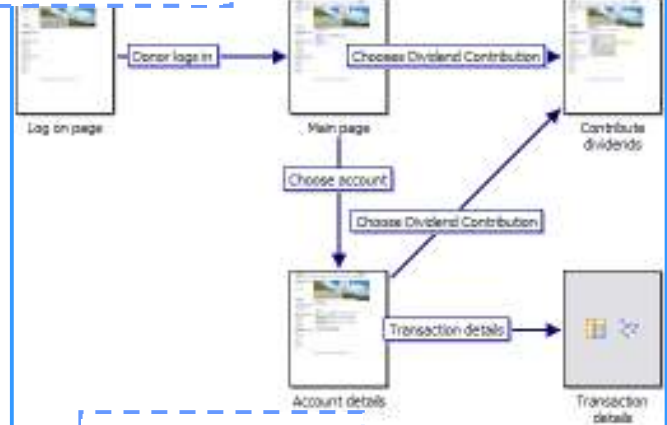 Donor logs in
Chooses Dividend Contribution
Log on page
Main page
Contribute
dividends
Choose account
Choose Dividend Contribution
Transaction details
Account details
Transaction
details